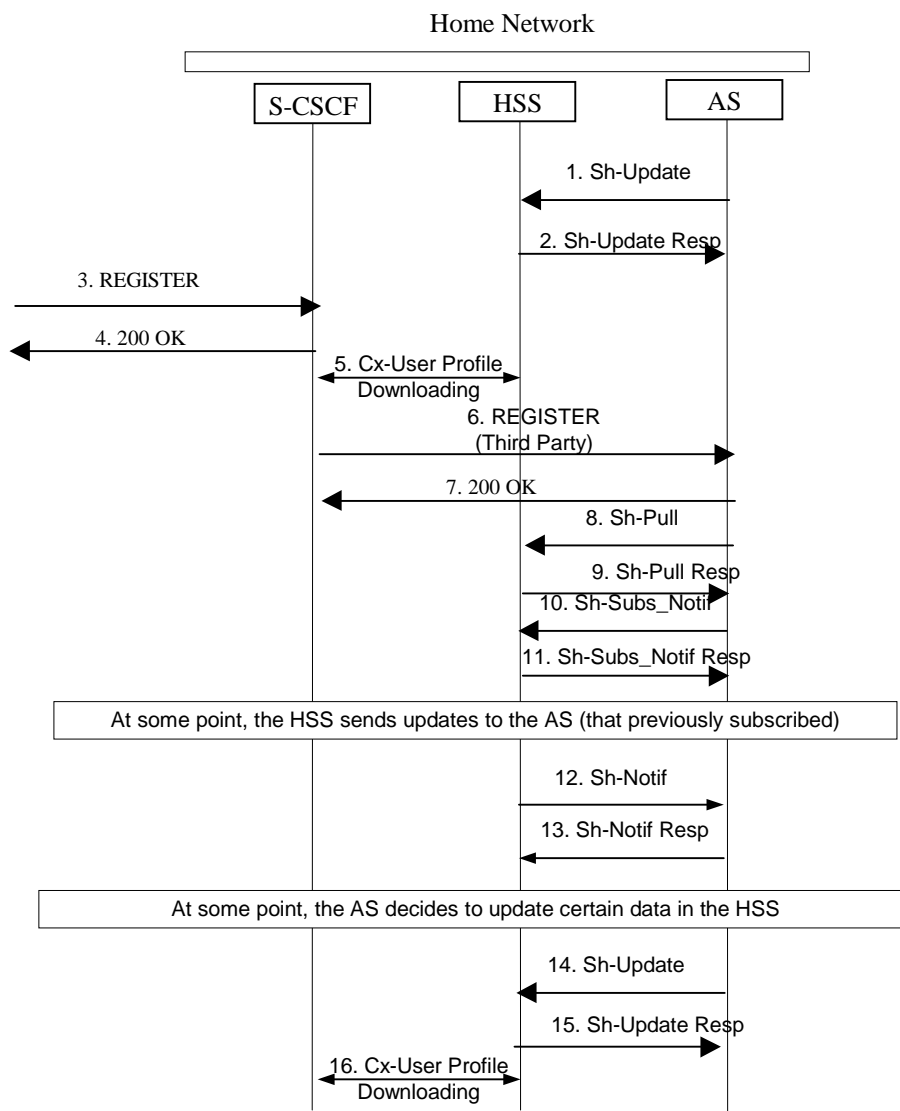 Home Network
S-CSCF
HSS
AS
1. Sh-Update
2. Sh-Update Resp
3. REGISTER
4. 200 OK
5. Cx-User Profile
Downloading
6. REGISTER
(Third Party)
7. 200 OK
8. Sh-Pull
9. Sh-Pull Resp
10. Sh-Subs_Notif
11. Sh-Subs_Notif Resp
At some point, the HSS sends updates to the AS (that previously subscribed)
12. Sh-Notif
13. Sh-Notif Resp
At some point, the AS decides to update certain data in the HSS
14. Sh-Update
15. Sh-Update Resp
16. Cx-User Profile
Downloading